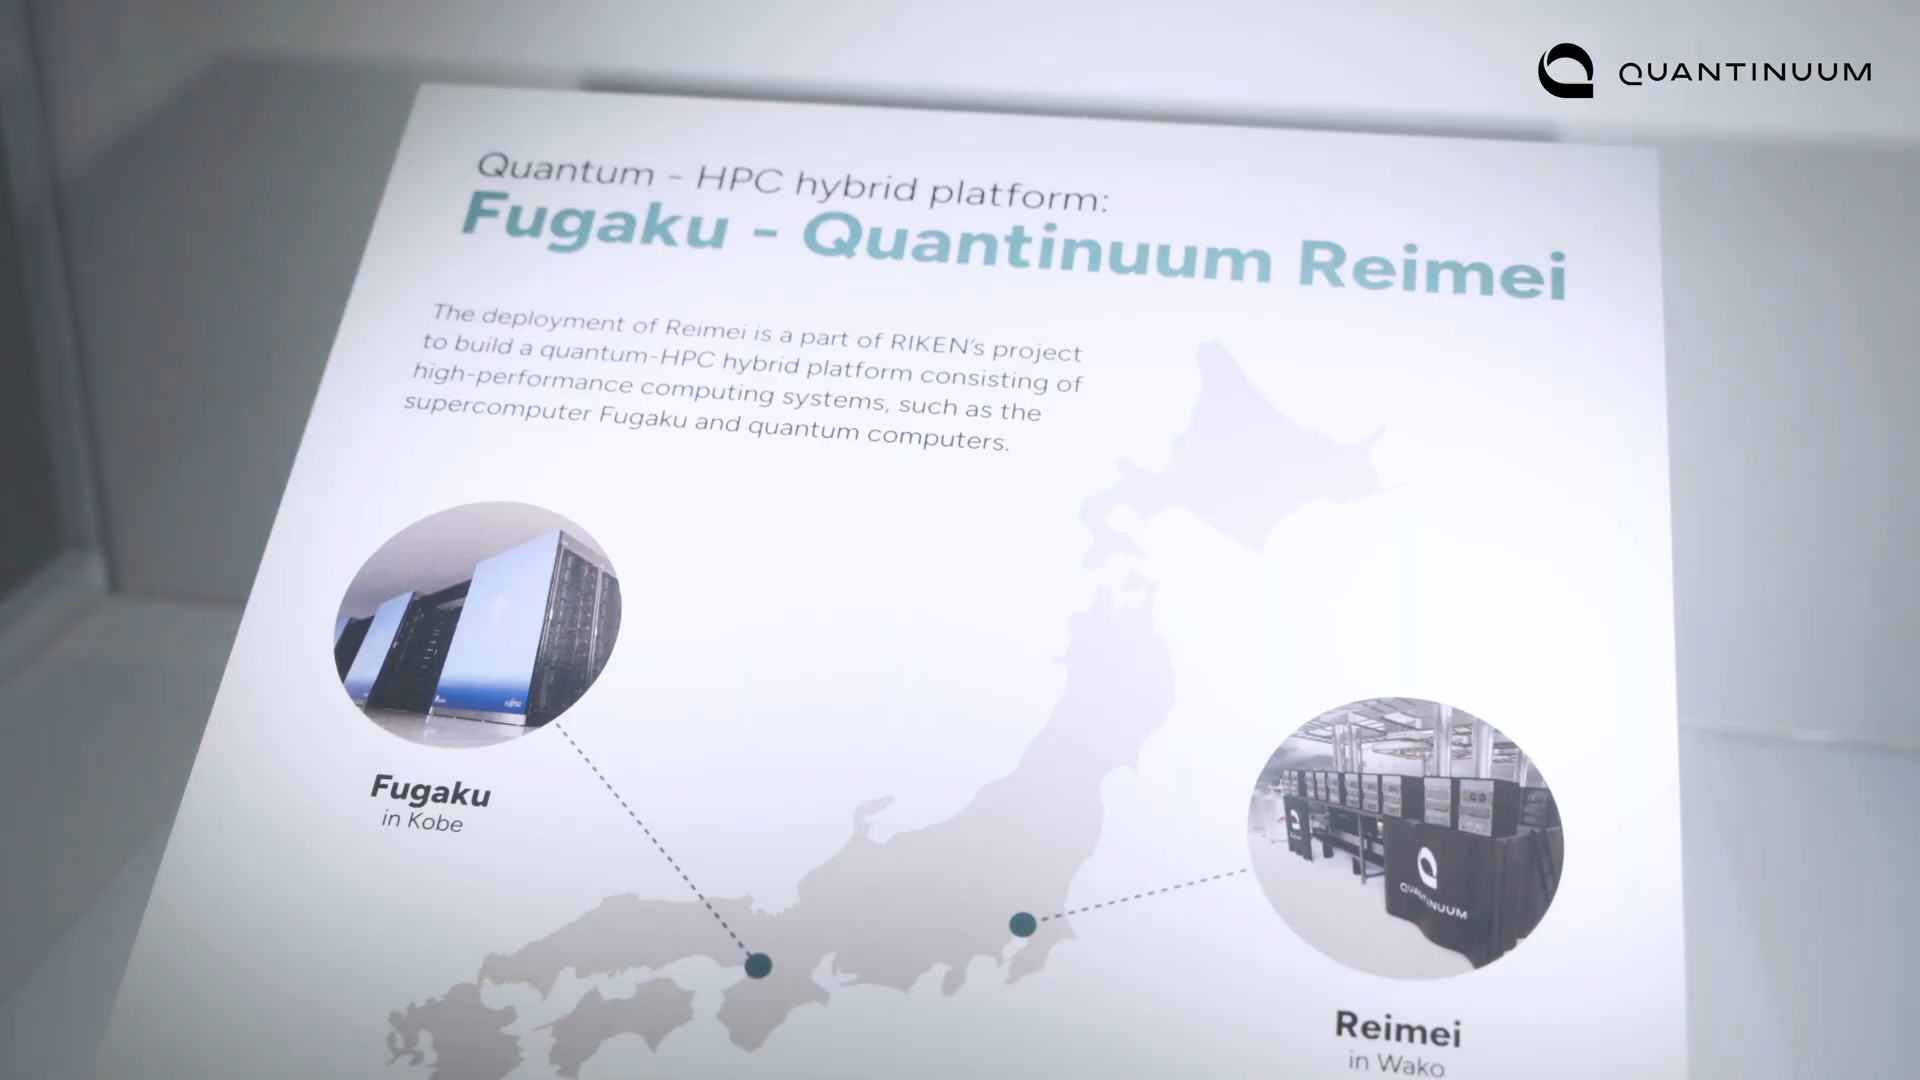 QUANTINUUM
Quantum - HPC hybrid platform:
Fugaku - Quantinuum Reimei
The deployment of Reimei is a part of RIKEN's project
to build a quantum-HPC hybrid platform consisting of
high-performance computing systems, such as the
supercomputer Fugaku and quantum computers.
FUJITSU
Fugaku
in Kobe
QUANTINUUM
Reimei
in Wako